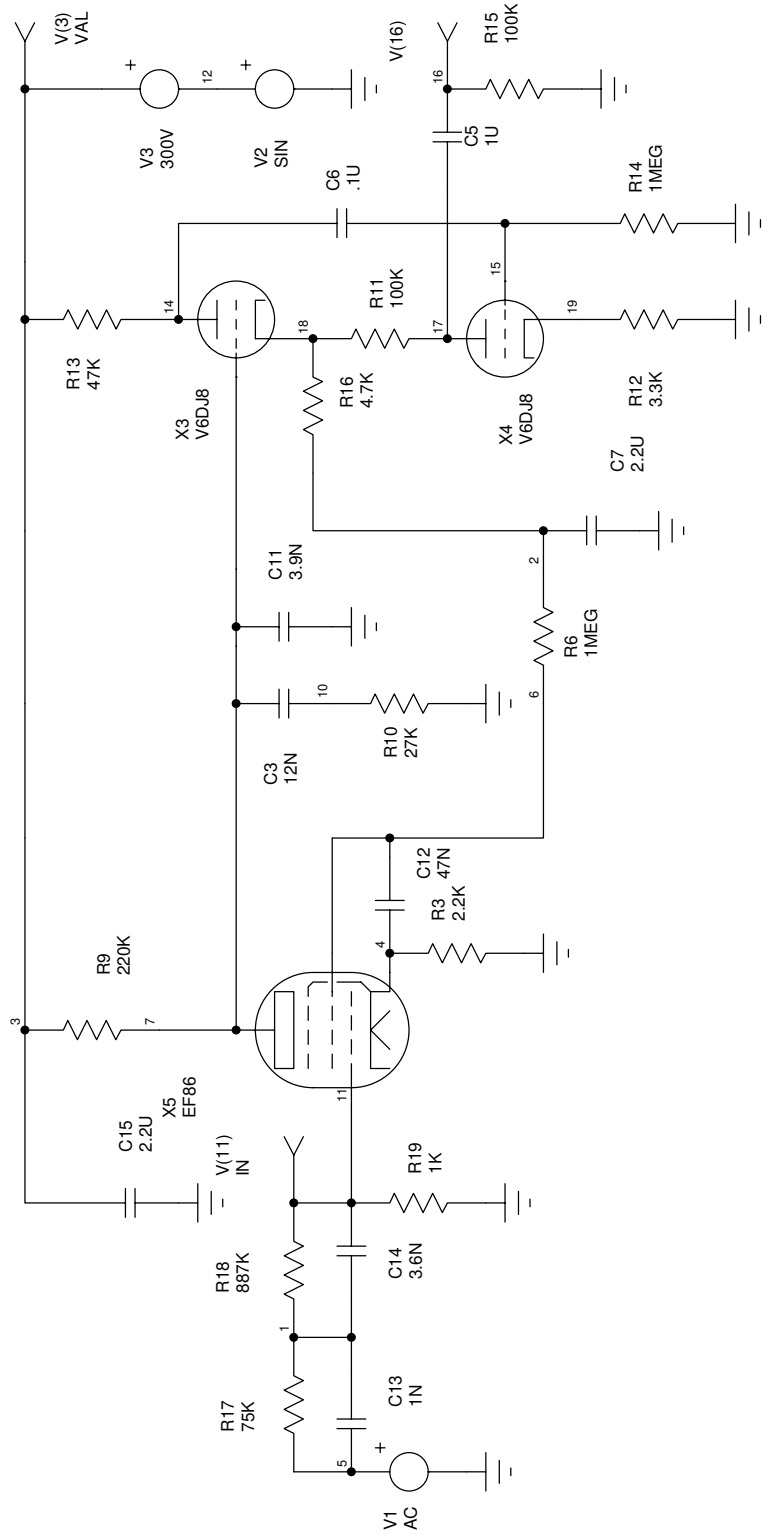 V(3)
VAL
V3
300V
+
12
V2
SIN
+
V(16)
16
R15
100K
C5
1U
C6
.1U
R14
1MEG
15
14
R13
47K
X3
V6DJ8
18
R11
100K
17
R16
4.7K
X4
V6DJ8
19
R12
3.3K
C7
2.2U
2
C11
3.9N
R6
1MEG
6
C3
12N
10
R10
27K
C12
47N
R3
2.2K
4
3
R9
220K
7
X5
EF86
C15
2.2U
11
V(11)
IN
R19
1K
R18
887K
C14
3.6N
1
R17
75K
C13
1N
5
+
V1
AC